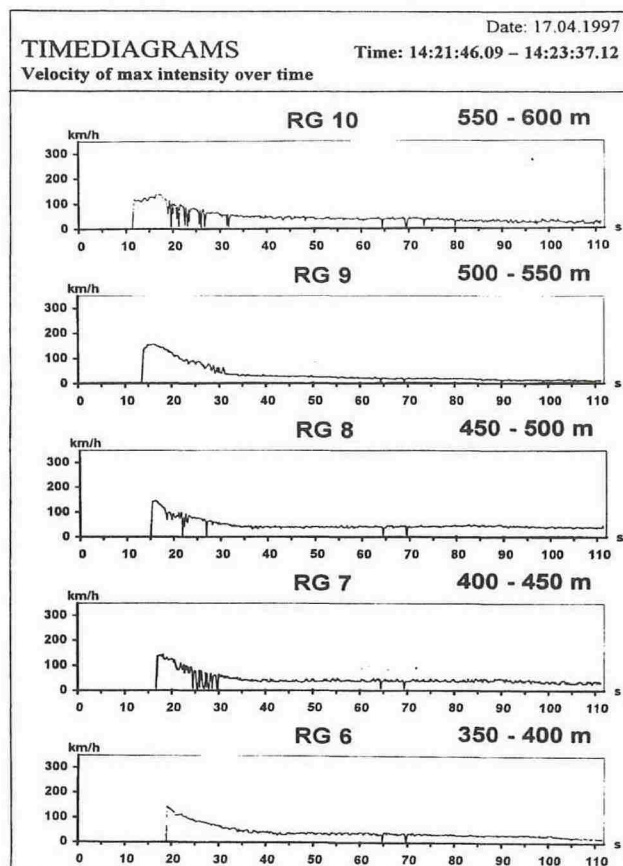 Date: 17.04.1997
TIMEDIAGRAMS Time: 14:21:46.09 – 14:23:37.12
Velocity of max intensity over time
km/h RG 10 550 - 600 m
300
200
100
0
0 10 20 30 40 50 60 70 80 90 100 110 s
km/h RG 9 500 - 550 m
300
200
100
0
0 10 20 30 40 50 60 70 80 90 100 110 s
km/h RG 8 450 - 500 m
300
200
100
0
0 10 20 30 40 50 60 70 80 90 100 110 s
km/h RG 7 400 - 450 m
300
200
100
0
0 10 20 30 40 50 60 70 80 90 100 110 s
km/h RG 6 350 - 400 m
300
200
100
0
0 10 20 30 40 50 60 70 80 90 100 110 s